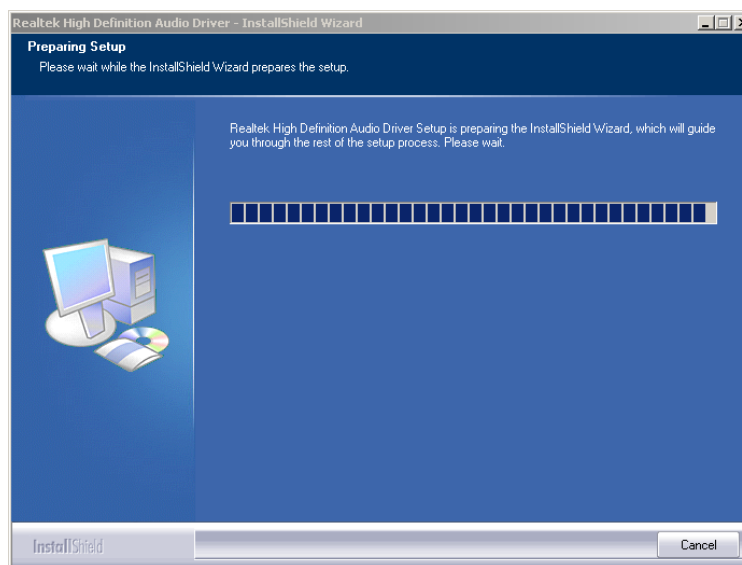 Realtek High Definition Audio Driver - InstallShield Wizard
Preparing Setup
Please wait while the InstallShield Wizard prepares the setup.
Realtek High Definition Audio Driver Setup is preparing the InstallShield Wizard, which will guide
you through the rest of the setup process. Please wait.
InstallShield
Cancel